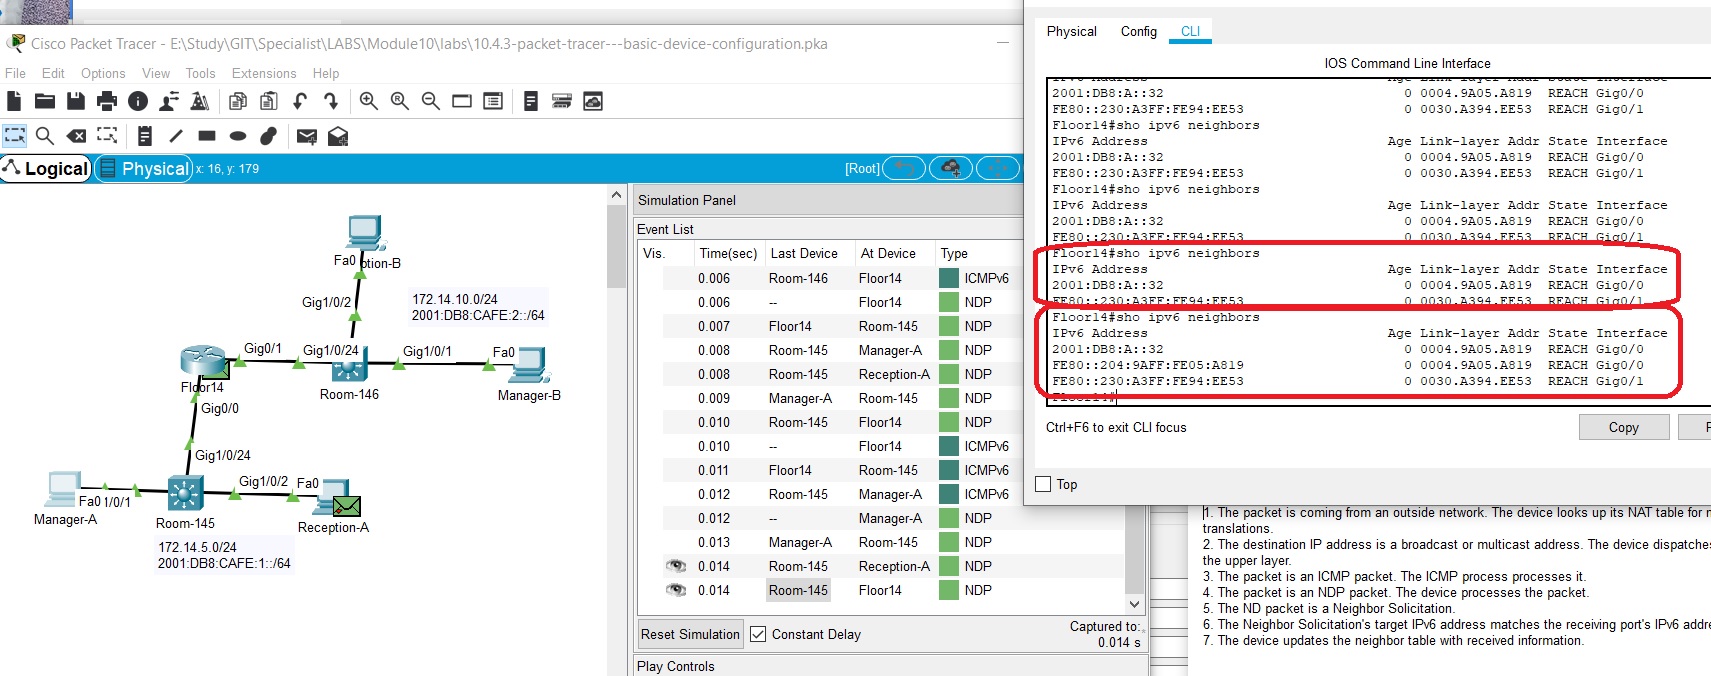 Cisco Packet Tracer - E:\Study\GIT\Specialist\LABS\Module10\labs\10.4.3-packet-tracer---basic-device-configuration.pka
File Edit Options View Tools Extensions Help
Logical Physical x: 16, y: 179 [Root]
Fa0 ption-B
Gig1/0/2
172.14.10.0/24
2001:DB8:CAFE:2::/64
Gig0/1 Gig1/0/24 Gig1/0/1 Fa0
Floor14
Room-146
Manager-B
Gig0/0
Gig1/0/24
Gig1/0/2 Fa0
Fa0 1/0/1
Manager-A
Room-145
Reception-A
172.14.5.0/24
2001:DB8:CAFE:1::/64
Simulation Panel
Event List
Vis. Time(sec) Last Device At Device Type
0.006 Room-146 Floor14 ICMPv6
0.006 -- Floor14 NDP
0.007 Floor14 Room-145 NDP
0.008 Room-145 Manager-A NDP
0.008 Room-145 Reception-A NDP
0.009 Manager-A Room-145 NDP
0.010 Room-145 Floor14 NDP
0.010 -- Floor14 ICMPv6
0.011 Floor14 Room-145 ICMPv6
0.012 Room-145 Manager-A ICMPv6
0.012 -- Manager-A NDP
0.013 Manager-A Room-145 NDP
0.014 Room-145 Reception-A NDP
0.014 Room-145 Floor14 NDP
Reset Simulation Constant Delay Captured to:
0.014 s
Play Controls
Physical Config CLI
IOS Command Line Interface
IPv6 Address Age Link-layer Addr State Interface
2001:DB8:A::32 0 0004.9A05.A819 REACH Gig0/0
FE80::230:A3FF:FE94:EE53 0 0030.A394.EE53 REACH Gig0/1
Floor14#sho ipv6 neighbors
IPv6 Address Age Link-layer Addr State Interface
2001:DB8:A::32 0 0004.9A05.A819 REACH Gig0/0
FE80::230:A3FF:FE94:EE53 0 0030.A394.EE53 REACH Gig0/1
Floor14#sho ipv6 neighbors
IPv6 Address Age Link-layer Addr State Interface
2001:DB8:A::32 0 0004.9A05.A819 REACH Gig0/0
FE80::230:A3FF:FE94:EE53 0 0030.A394.EE53 REACH Gig0/1
Floor14#sho ipv6 neighbors
IPv6 Address Age Link-layer Addr State Interface
2001:DB8:A::32 0 0004.9A05.A819 REACH Gig0/0
FE80::230:A3FF:FE94:EE53 0 0030.A394.EE53 REACH Gig0/1
Floor14#sho ipv6 neighbors
IPv6 Address Age Link-layer Addr State Interface
2001:DB8:A::32 0 0004.9A05.A819 REACH Gig0/0
FE80::204:9AFF:FE05:A819 0 0004.9A05.A819 REACH Gig0/0
FE80::230:A3FF:FE94:EE53 0 0030.A394.EE53 REACH Gig0/1
Floor14#
Ctrl+F6 to exit CLI focus Copy
Top
1. The packet is coming from an outside network. The device looks up its NAT table for
translations.
2. The destination IP address is a broadcast or multicast address. The device dispatches
the upper layer.
3. The packet is an ICMP packet. The ICMP process processes it.
4. The packet is an NDP packet. The device processes the packet.
5. The ND packet is a Neighbor Solicitation.
6. The Neighbor Solicitation's target IPv6 address matches the receiving port's IPv6
7. The device updates the neighbor table with received information.